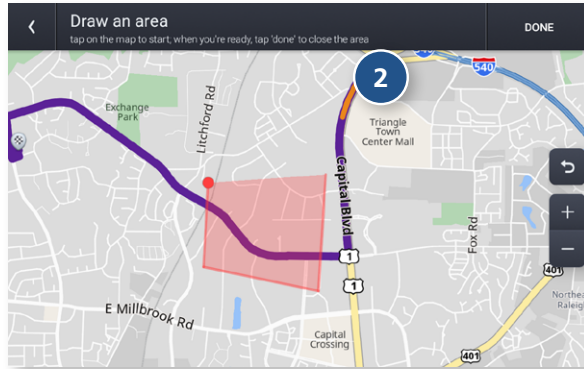 Draw an area
tap on the map to start, when you're ready, tap 'done' to close the area
DONE
2
540
Exchange
Park
Litchford Rd
Triangle
Town
Center Mall
Capital Blvd
Fox Rd
1
1
401
E Millbrook Rd
Capital
Crossing
401
+
−